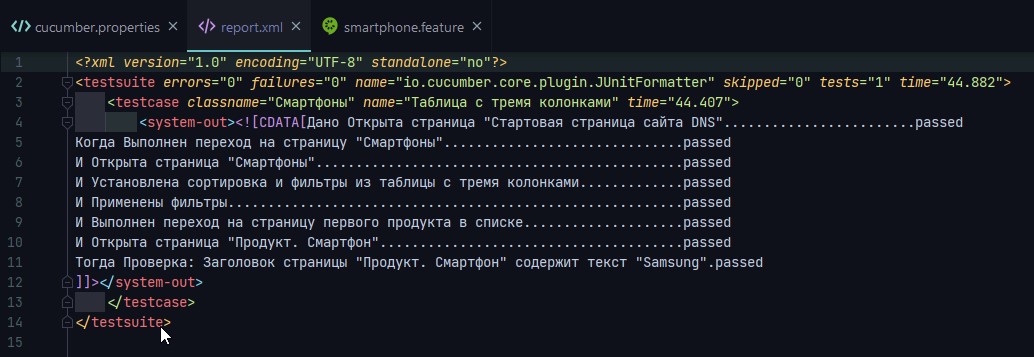 cucumber.properties × report.xml × smartphone.feature ×
1 <?xml version="1.0" encoding="UTF-8" standalone="no"?>
2 <testsuite errors="0" failures="0" name="io.cucumber.core.plugin.JUnitFormatter" skipped="0" tests="1" time="44.882">
3 <testcase classname="Смартфоны" name="Таблица с тремя колонками" time="44.407">
4 <system-out><![CDATA[Дано Открыта страница "Стартовая страница сайта DNS"........................passed
5 Когда Выполнен переход на страницу "Смартфоны"..............................passed
6 И Открыта страница "Смартфоны"..............................................passed
7 И Установлена сортировка и фильтры из таблицы с тремя колонками.............passed
8 И Применены фильтры.........................................................passed
9 И Выполнен переход на страницу первого продукта в списке....................passed
10 И Открыта страница "Продукт. Смартфон"......................................passed
11 Тогда Проверка: Заголовок страницы "Продукт. Смартфон" содержит текст "Samsung".passed
12 ]]></system-out>
13 </testcase>
14 </testsuite>
15